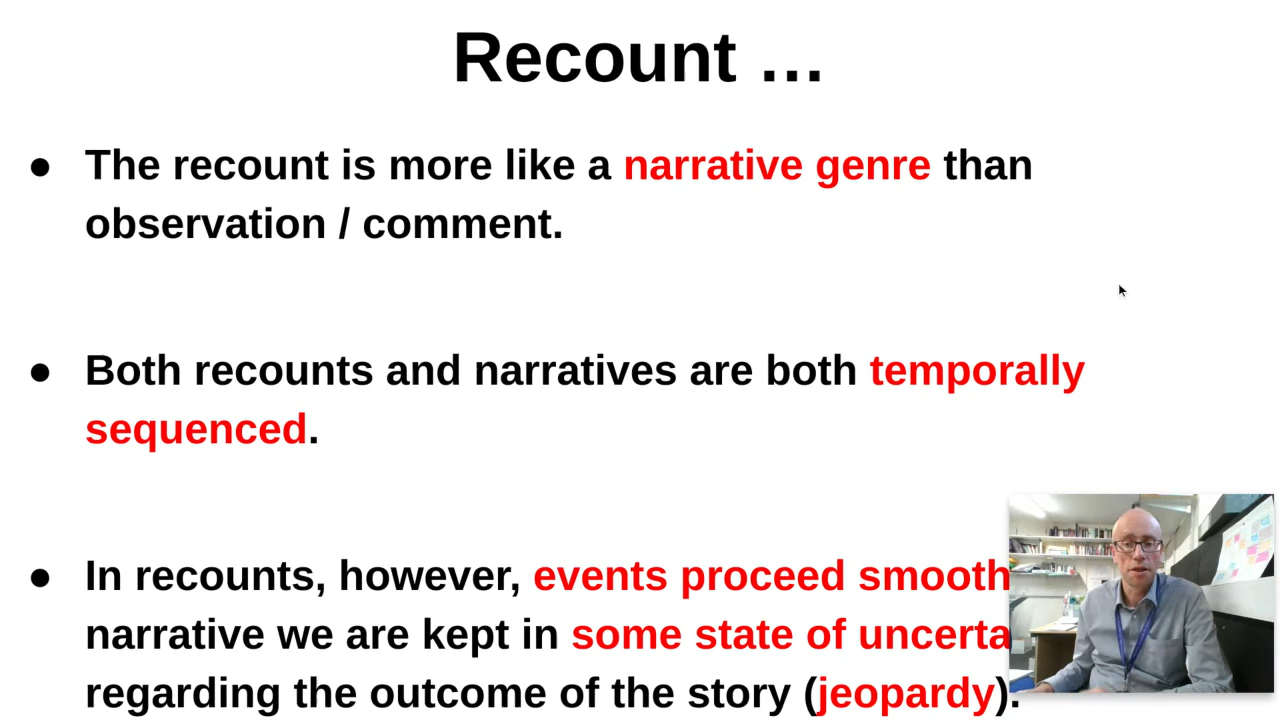 Recount …
● The recount is more like a narrative genre than
observation / comment.
● Both recounts and narratives are both temporally
sequenced.
● In recounts, however, events proceed
narrative we are kept in some state of
regarding the outcome of the story (jeopardy).